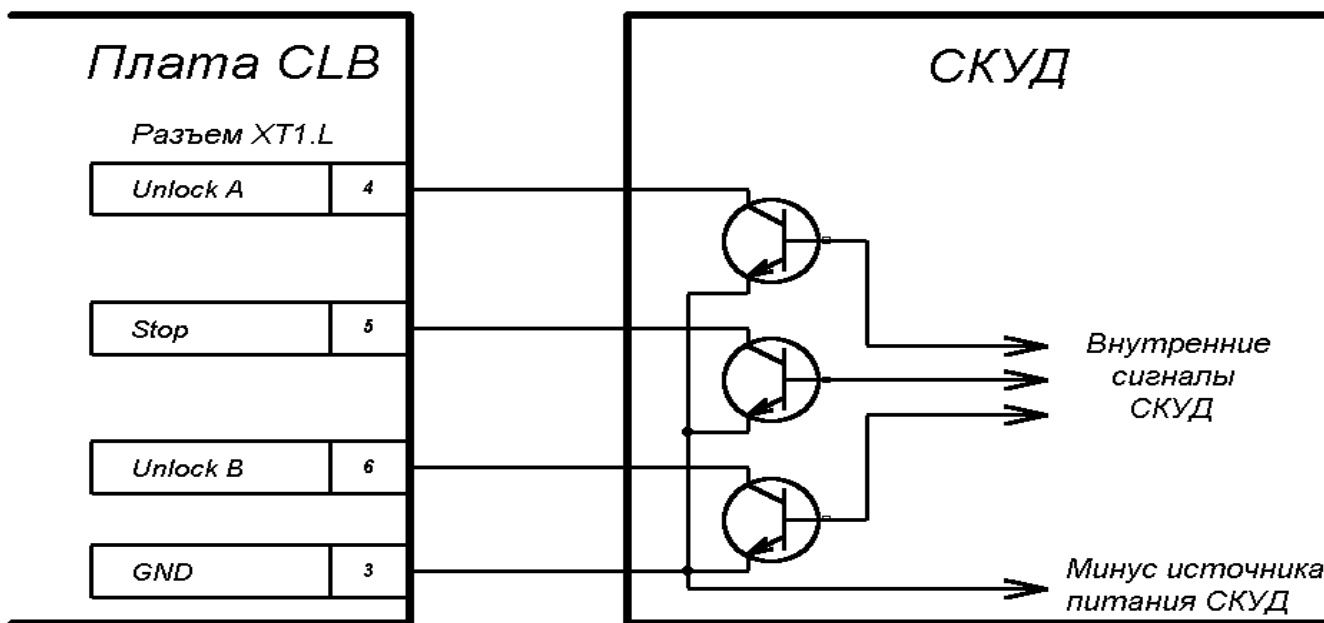 Плата CLB
СКУД
Разъем XT1.L
Unlock A 4
Stop 5
Unlock B 6
GND 3
Внутренние
сигналы
СКУД
Минус источника
питания СКУД